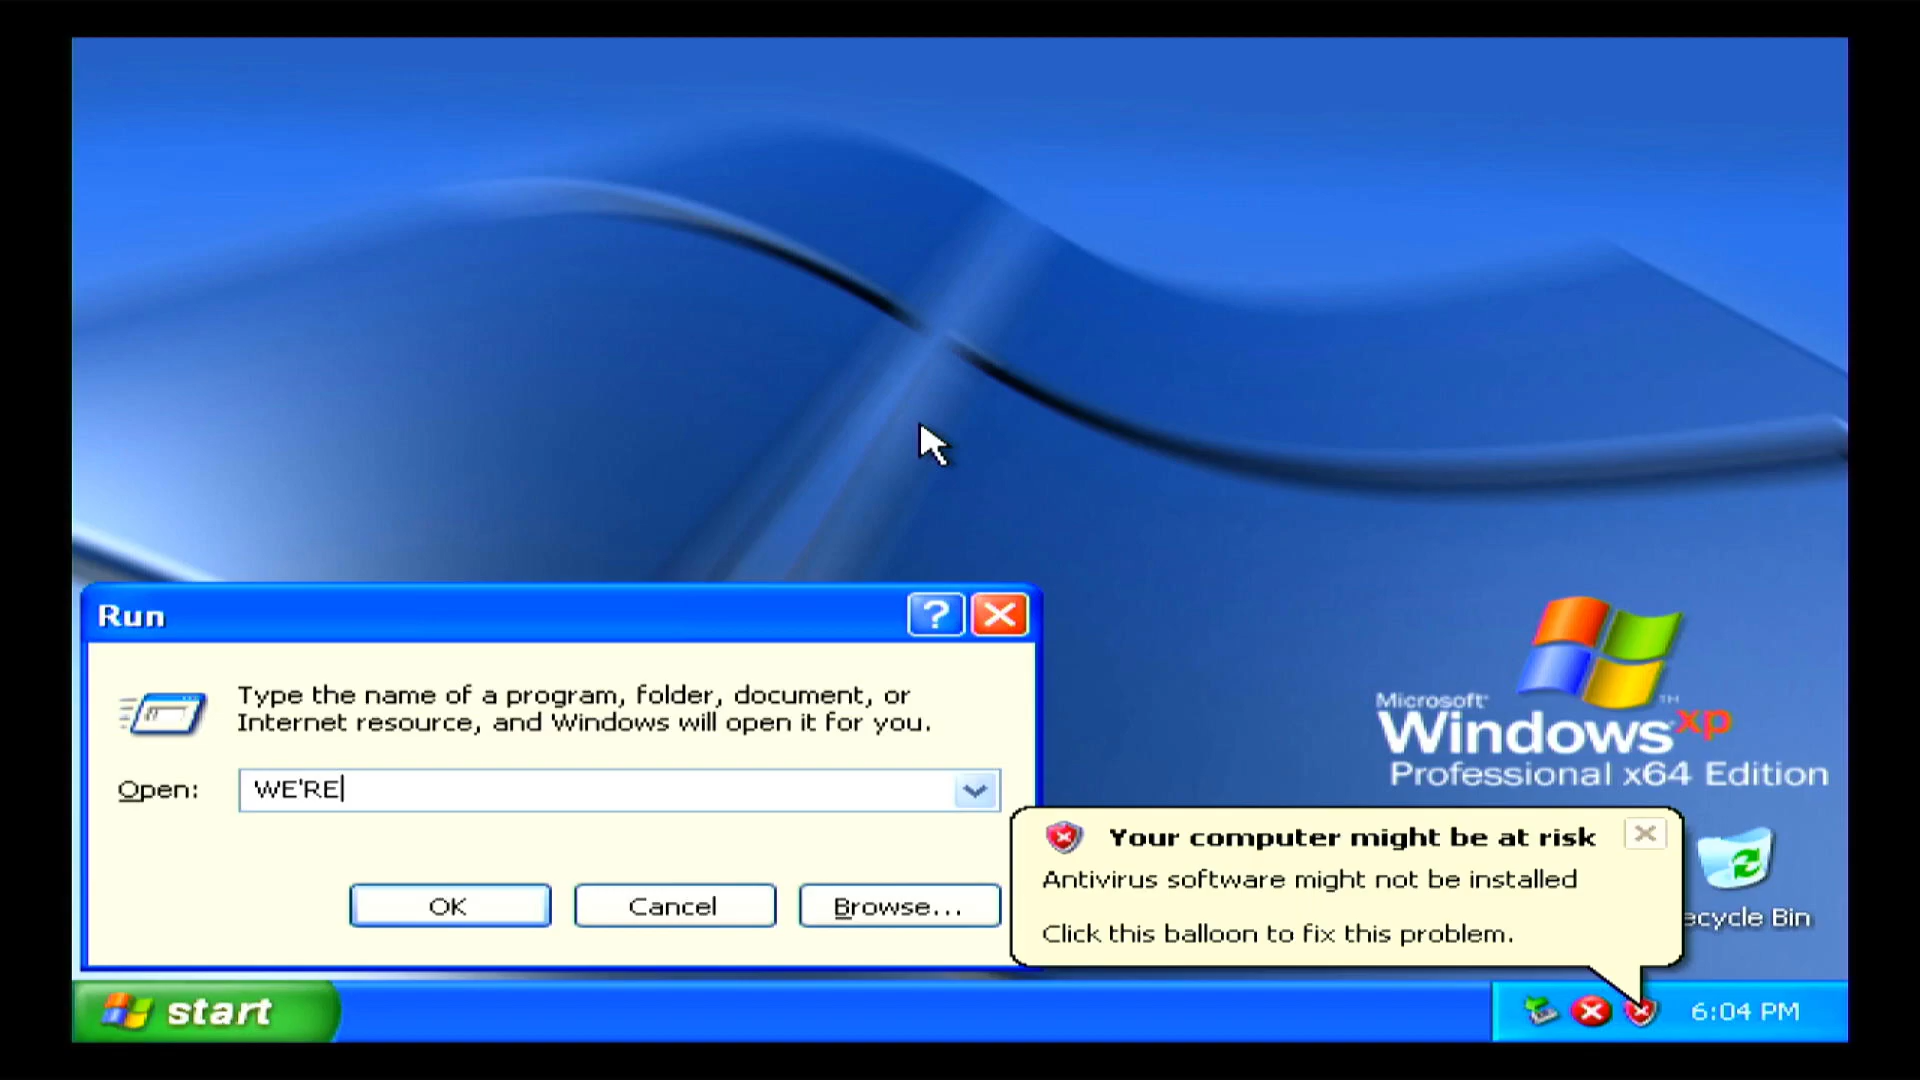 Run
Type the name of a program, folder, document, or
Internet resource, and Windows will open it for you.
Open: WE'RE
OK Cancel Browse...
Microsoft
Windows xp
Professional x64 Edition
Your computer might be at risk
Antivirus software might not be installed
Click this balloon to fix this problem.
ecycle Bin
start 6:04 PM